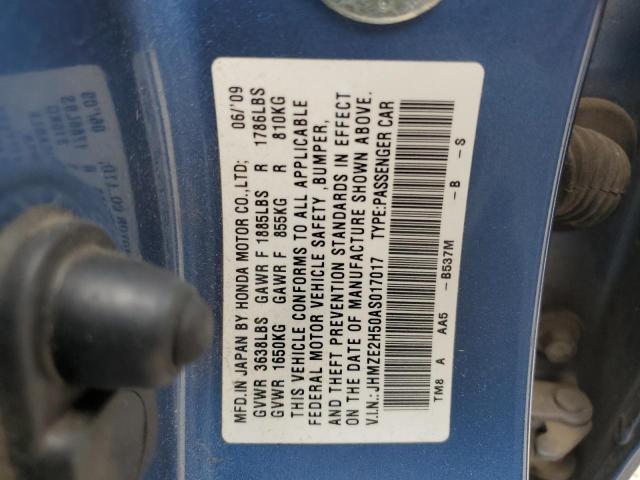 MFD.IN JAPAN BY HONDA MOTOR CO.,LTD; 06/'09
GVWR 3638LBS GAWR F 1885LBS R 1786LBS
GVWR 1650KG GAWR F 855KG R 810KG
THIS VEHICLE CONFORMS TO ALL APPLICABLE
FEDERAL MOTOR VEHICLE SAFETY ,BUMPER,
AND THEFT PREVENTION STANDARDS IN EFFECT
ON THE DATE OF MANUFACTURE SHOWN ABOVE.
V.I.N.: JHMZE2H50AS017017 TYPE:PASSENGER CAR
TM8 A AA5 -B537M -B -S